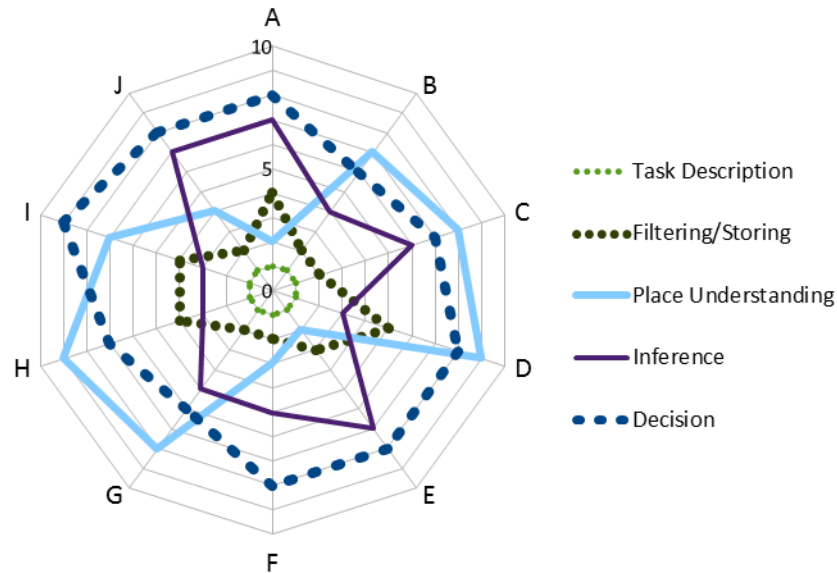 A
10
J
B
5
Task Description
I
C
Filtering/Storing
0
Place Understanding
Inference
H
D
Decision
G
E
F